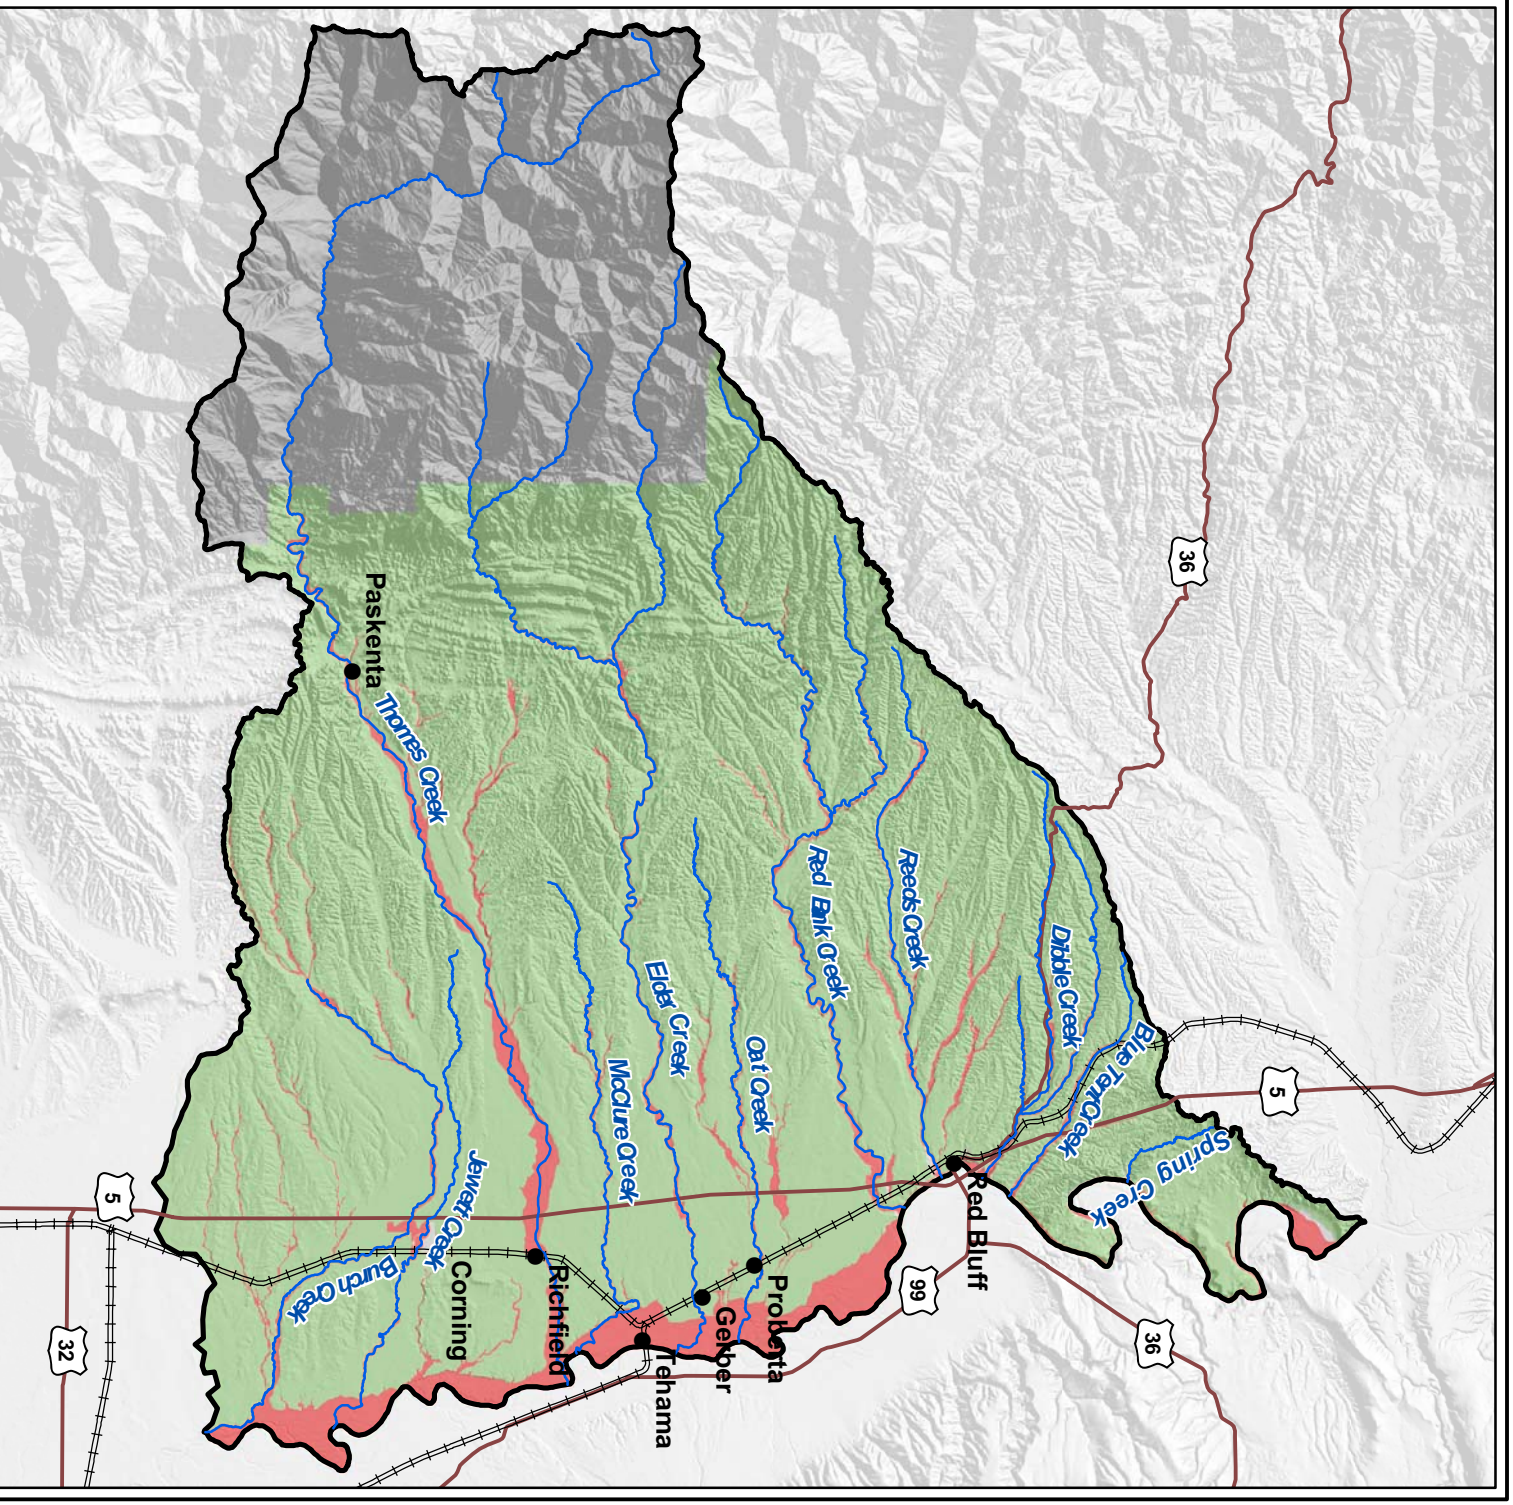 36
Paskenta
Thomes Creek
Red Bank Creek
Reeds Creek
Dibble Creek
Elder Creek
Oat Creek
McClure Creek
Blue Tent Creek
Spring Creek
5
5
Jewett Creek
Burch Creek
Corning
Richfield
Tehama
Gerber
Proberta
Red Bluff
99
36
32